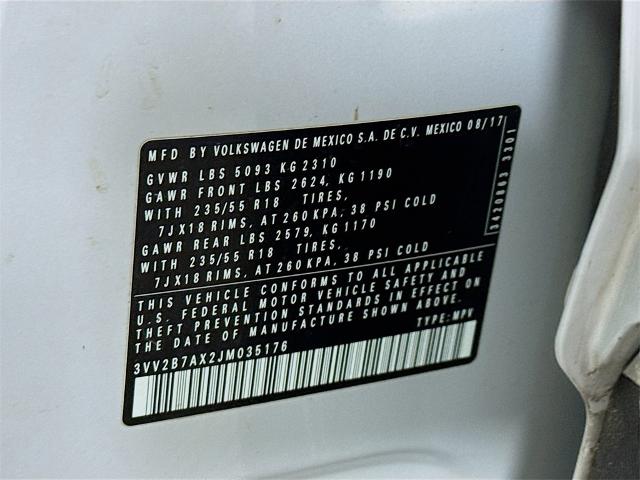 MFD BY VOLKSWAGEN DE MEXICO S.A. DE C.V. MEXICO 08/17
GVWR LBS 5093 KG 2310
GAWR FRONT LBS 2624, KG 1190
WITH 235/55 R18 TIRES,
7JX18 RIMS, AT 260 KPA, 38 PSI COLD
GAWR REAR LBS 2579, KG 1170
WITH 235/55 R18 TIRES,
7JX18 RIMS, AT 260 KPA, 38 PSI COLD
THIS VEHICLE CONFORMS TO ALL APPLICABLE
U.S. FEDERAL MOTOR VEHICLE SAFETY AND
THEFT PREVENTION STANDARDS IN EFFECT ON
THE DATE OF MANUFACTURE SHOWN ABOVE.
3VV2B7AX2JM035176 TYPE: MPV
3420863 3301